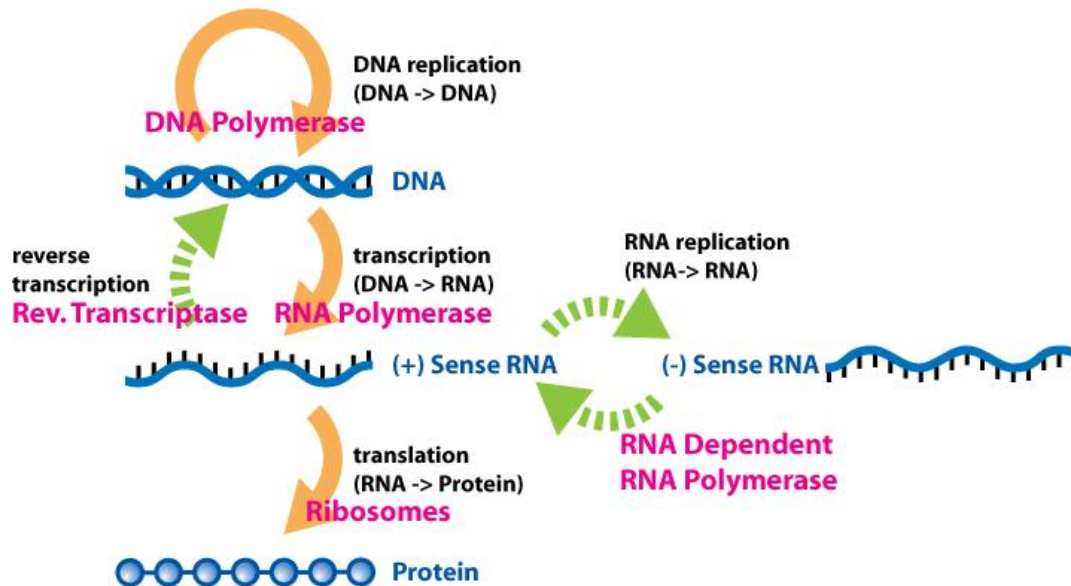 DNA replication
(DNA -> DNA)
DNA Polymerase
DNA
reverse
transcription
Rev. Transcriptase
transcription
(DNA -> RNA)
RNA Polymerase
RNA replication
(RNA-> RNA)
(+) Sense RNA
(-) Sense RNA
RNA Dependent
RNA Polymerase
translation
(RNA -> Protein)
Ribosomes
Protein